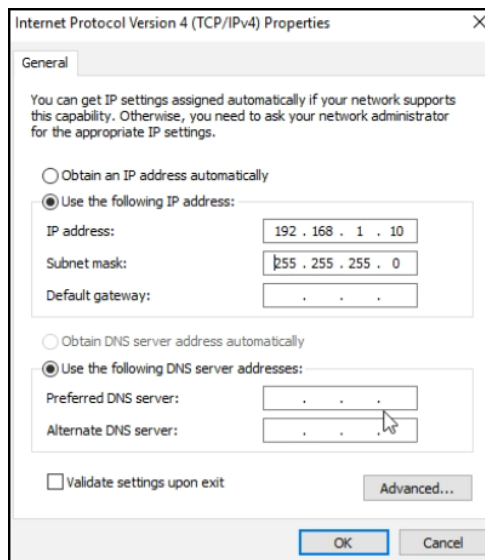 Internet Protocol Version 4 (TCP/IPv4) Properties
General
You can get IP settings assigned automatically if your network supports
this capability. Otherwise, you need to ask your network administrator
for the appropriate IP settings.
Obtain an IP address automatically
Use the following IP address:
IP address: 192 . 168 . 1 . 10
Subnet mask: 255 . 255 . 255 . 0
Default gateway: . . .
Obtain DNS server address automatically
Use the following DNS server addresses:
Preferred DNS server: . . .
Alternate DNS server: . . .
Validate settings upon exit
Advanced...
OK Cancel